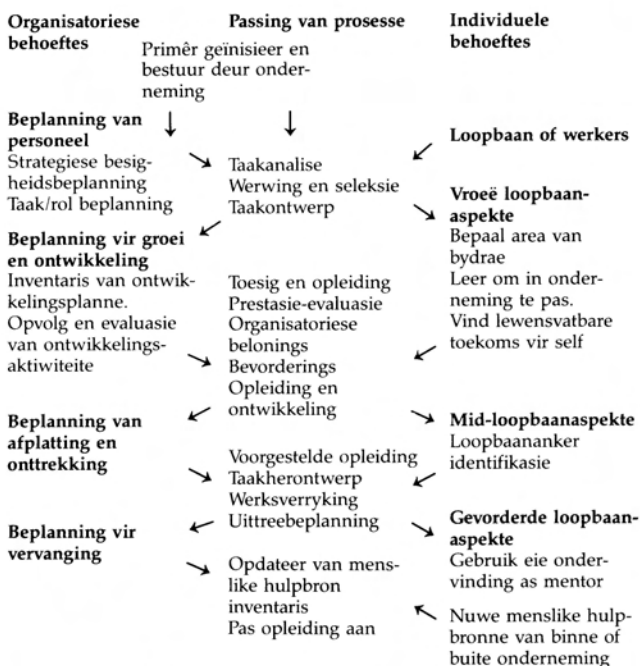 Organisatoriese
behoeftes
Beplanning van
personeel
Strategiese besig-
heidsbeplanning
Taak/rol beplanning
Beplanning vir groei
en ontwikkeling
Inventaris van ontwik-
kelingsplanne.
Opvolg en evaluasie
van ontwikkelings-
aktiwiteite
Beplanning van
afplatting en
onttrekking
Beplanning vir
vervanging
Passing van prosesse
Primêr geïnisieer en
bestuur deur onder-
neming
Taakanalise
Werwing en seleksie
Taakontwerp
Toesig en opleiding
Prestasie-evaluasie
Organisatoriese
belonings
Bevorderings
Opleiding en
ontwikkeling
Voorgestelde opleiding
Taakherontwerp
Werksverryking
Uittreebeplanning
Opdateer van mens-
like hulpbron
inventaris
Pas opleiding aan
Individuele
behoeftes
Loopbaan of werkers
Vroeë loopbaan-
aspekte
Bepaal area van
bydrae
Leer om in onder-
neming te pas.
Vind lewensvatbare
toekoms vir self
Mid-loopbaanaspekte
Loopbaananker
identifikasie
Gevorderde loopbaan-
aspekte
Gebruik eie onder-
vinding as mentor
Nuwe menslike hulp-
bronne van binne of
buite onderneming